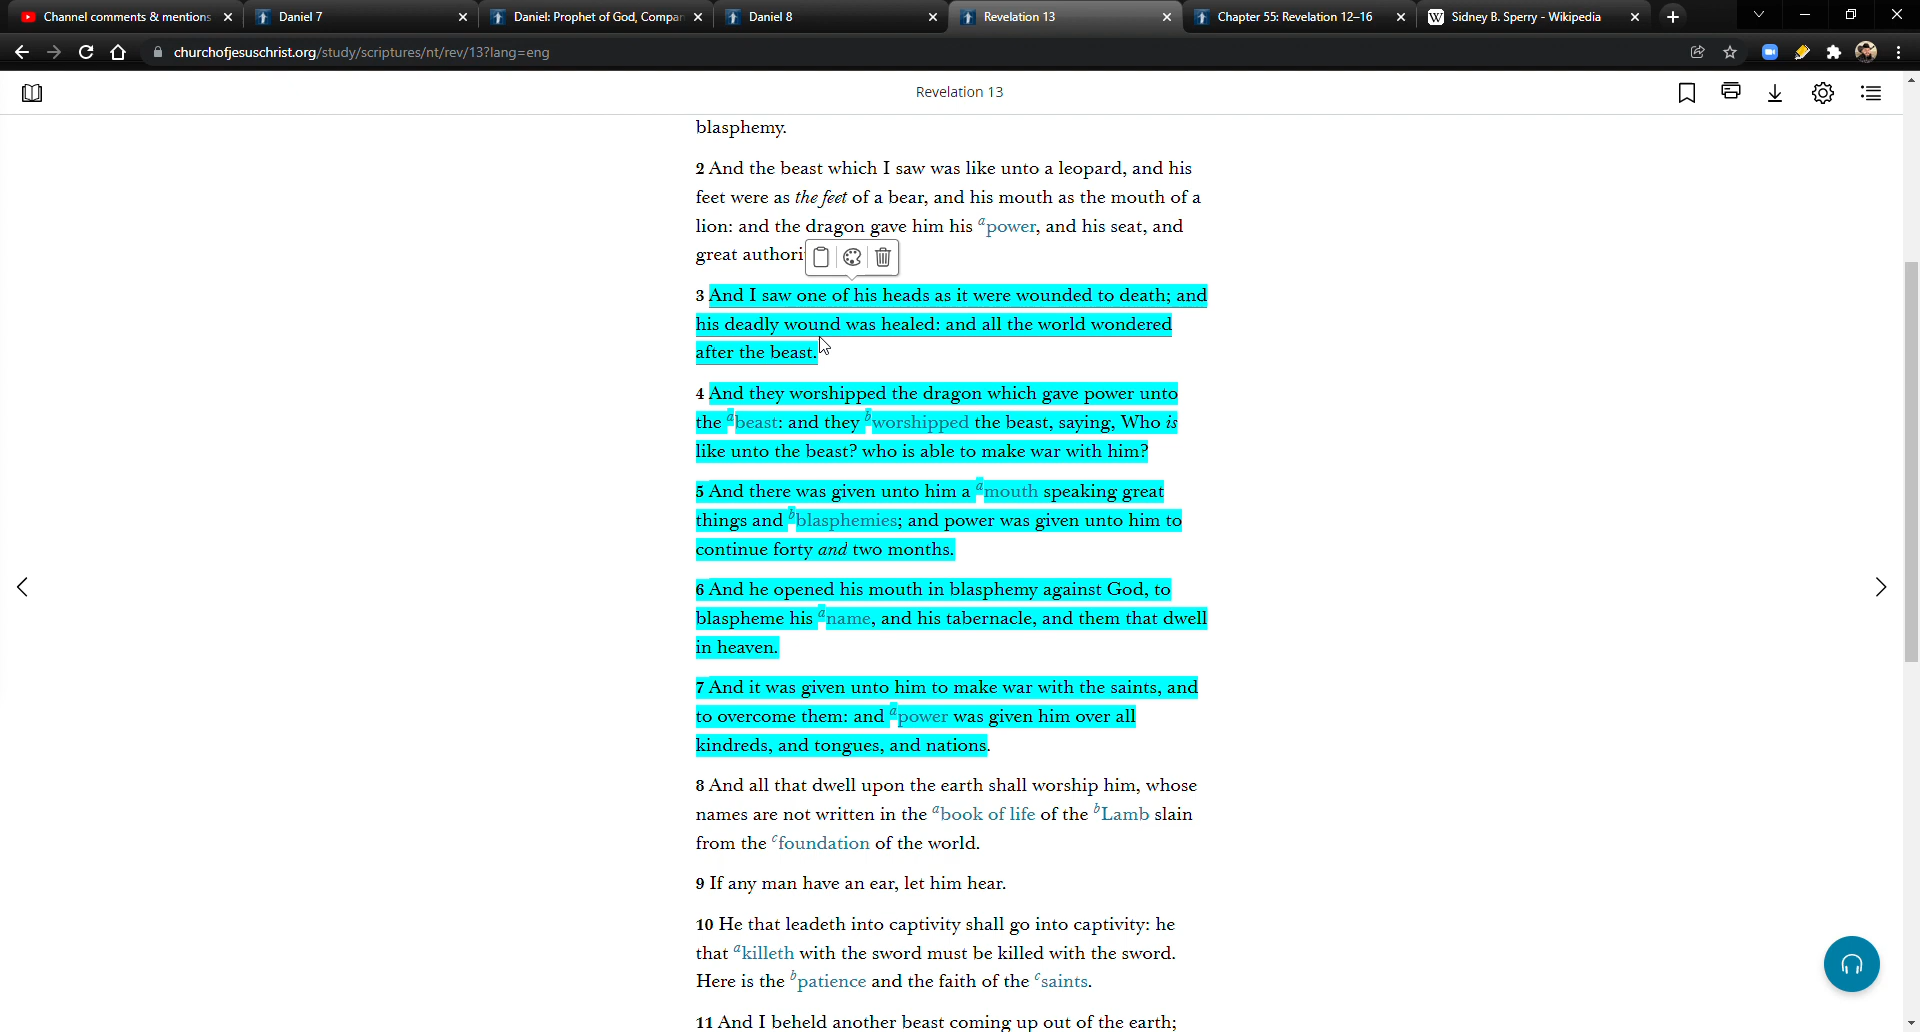 Channel comments & mentions
Daniel 7
Daniel: Prophet of God, Compan
Daniel 8
Revelation 13
Chapter 55: Revelation 12–16
W Sidney B. Sperry - Wikipedia
churchofjesuschrist.org/study/scriptures/nt/rev/13?lang=eng
Revelation 13
blasphemy.
2 And the beast which I saw was like unto a leopard, and his
feet were as the feet of a bear, and his mouth as the mouth of a
lion: and the dragon gave him his a power, and his seat, and
great authori
3 And I saw one of his heads as it were wounded to death; and
his deadly wound was healed: and all the world wondered
after the beast.
4 And they worshipped the dragon which gave power unto
the a beast: and they b worshipped the beast, saying, Who is
like unto the beast? who is able to make war with him?
5 And there was given unto him a a mouth speaking great
things and b blasphemies; and power was given unto him to
continue forty and two months.
6 And he opened his mouth in blasphemy against God, to
blaspheme his a name, and his tabernacle, and them that dwell
in heaven.
7 And it was given unto him to make war with the saints, and
to overcome them: and a power was given him over all
kindreds, and tongues, and nations.
8 And all that dwell upon the earth shall worship him, whose
names are not written in the a book of life of the b Lamb slain
from the c foundation of the world.
9 If any man have an ear, let him hear.
10 He that leadeth into captivity shall go into captivity: he
that a killeth with the sword must be killed with the sword.
Here is the b patience and the faith of the c saints.
11 And I beheld another beast coming up out of the earth;